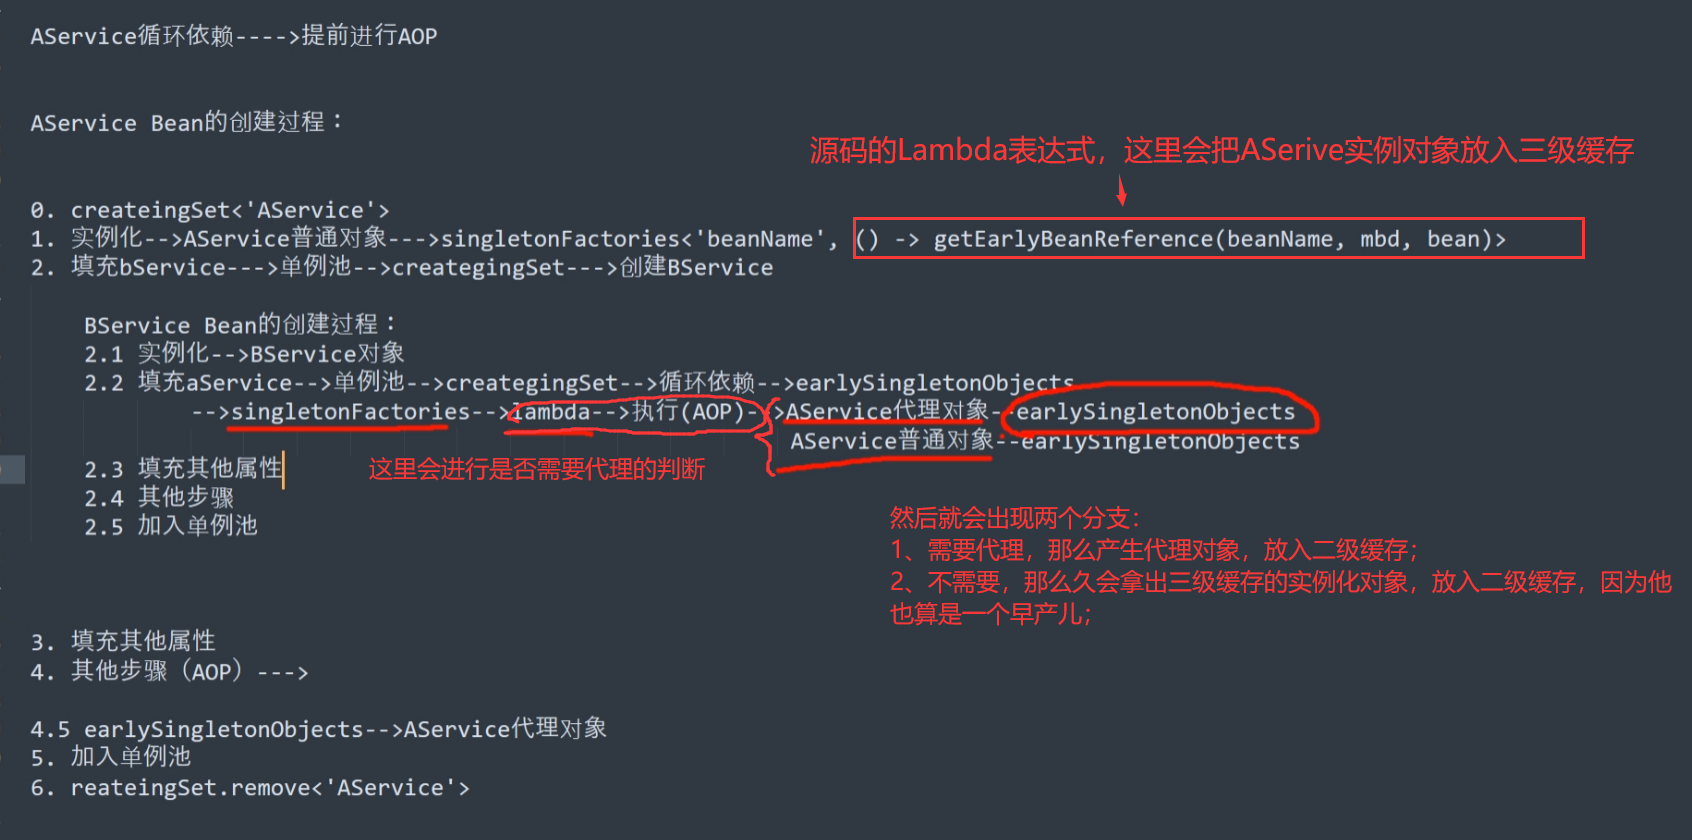 AService循环依赖---->提前进行AOP
AService Bean的创建过程：
源码的Lambda表达式，这里会把ASerive实例对象放入三级缓存
0. createingSet<'AService'>
1. 实例化-->AService普通对象--->singletonFactories<'beanName', () -> getEarlyBeanReference(beanName, mbd, bean)>
2. 填充bService--->单例池-->creategingSet--->创建BService
BService Bean的创建过程：
2.1 实例化-->BService对象
2.2 填充aService-->单例池-->creategingSet-->循环依赖-->earlySingletonObjects
-->singletonFactories-->lambda-->执行(AOP)-->AService代理对象--earlySingletonObjects
AService普通对象--earlySingletonObjects
2.3 填充其他属性
这里会进行是否需要代理的判断
2.4 其他步骤
2.5 加入单例池
然后就会出现两个分支：
1、需要代理，那么产生代理对象，放入二级缓存；
2、不需要，那么久会拿出三级缓存的实例化对象，放入二级缓存，因为他
也算是一个早产儿；
3. 填充其他属性
4. 其他步骤（AOP）--->
4.5 earlySingletonObjects-->AService代理对象
5. 加入单例池
6. reateingSet.remove<'AService'>